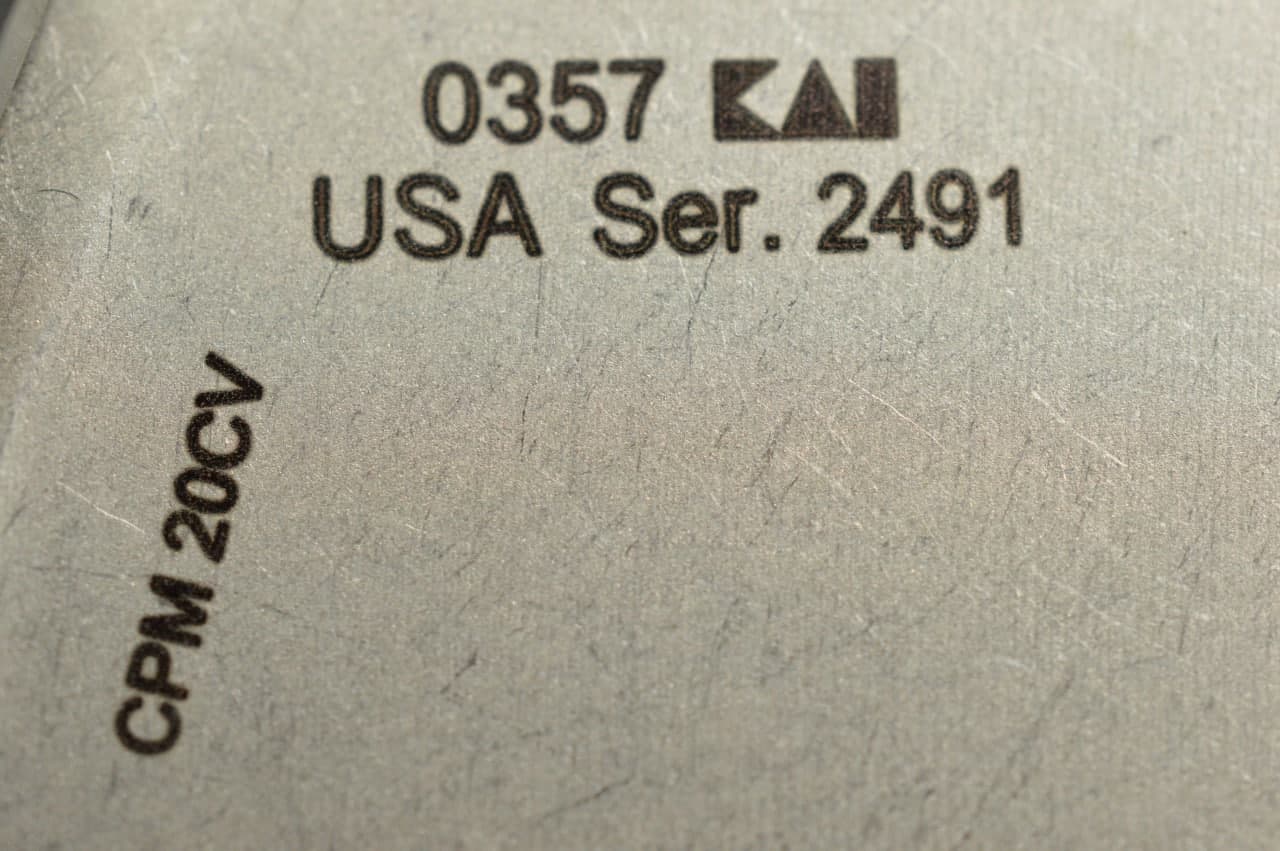 0357 KAI
USA Ser. 2491
CPM 20CV